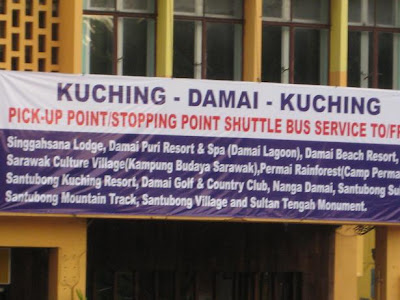 KUCHING - DAMAI - KUCHING
PICK-UP POINT/STOPPING POINT SHUTTLE BUS SERVICE TO/FR
Singgahsana Lodge, Damai Puri Resort & Spa (Damai Lagoon), Damai Beach Resort,
Sarawak Culture Village(Kampung Budaya Sarawak),Permai Rainforest(Camp Perma
Santubong Kuching Resort, Damai Golf & Country Club, Nanga Damai, Santubong Su
Santubong Mountain Track, Santubong Village and Sultan Tengah Monument.